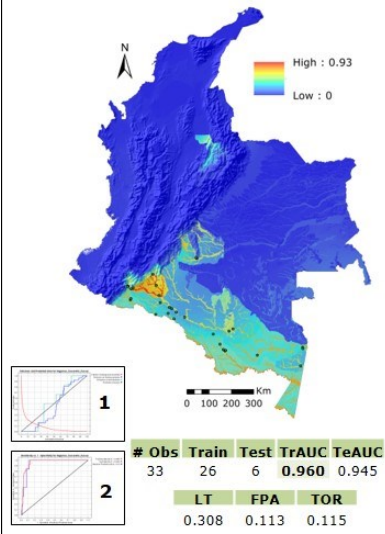 N
High : 0.93
Low : 0
Km
0 100 200 300
1
2
# Obs Train Test TrAUC TeAUC
33 26 6 0.960 0.945
LT FPA TOR
0.308 0.113 0.115